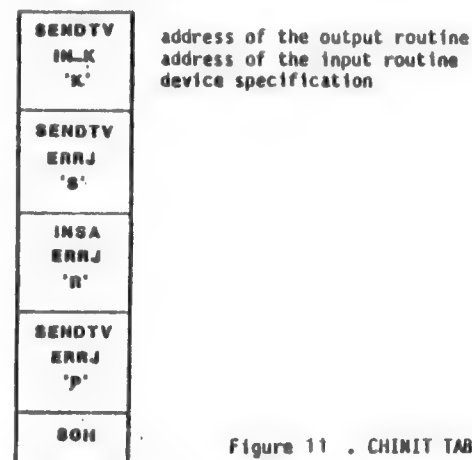 SENDTV address of the output routine
IN_K address of the input routine
'K' device specification
SENDTV
ERRJ
'S'
INSA
ERRJ
'R'
SENDTV
ERRJ
'P'
80H
Figure 11 . CHINIT TAB